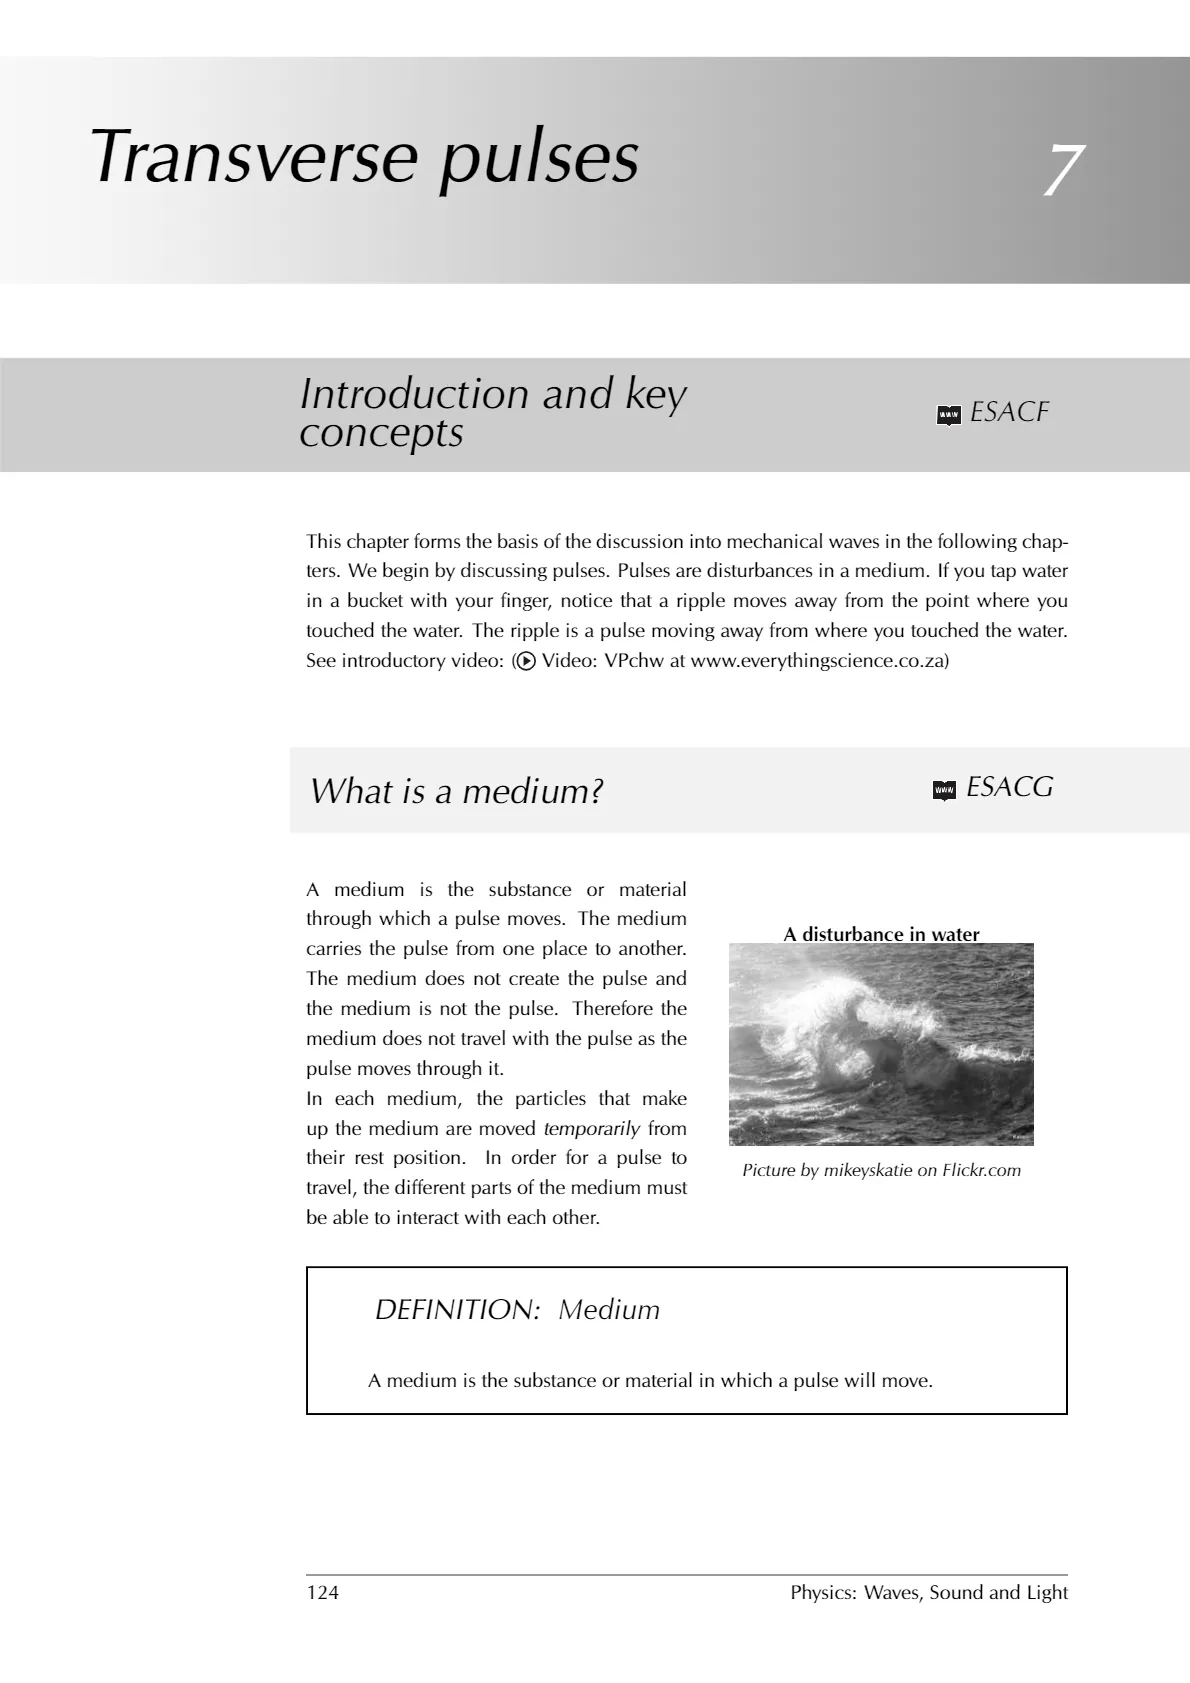 Transverse pulses
7
Introduction and key
concepts
www ESACF
This chapter forms the basis of the discussion into mechanical waves in the following chap-
ters. We begin by discussing pulses. Pulses are disturbances in a medium. If you tap water
in a bucket with your finger, notice that a ripple moves away from the point where you
touched the water. The ripple is a pulse moving away from where you touched the water.
See introductory video: ( Video: VPchw at www.everythingscience.co.za)
What is a medium?
www ESACG
A medium is the substance or material
through which a pulse moves. The medium
carries the pulse from one place to another.
The medium does not create the pulse and
the medium is not the pulse. Therefore the
medium does not travel with the pulse as the
pulse moves through it.
In each medium, the particles that make
up the medium are moved temporarily from
their rest position. In order for a pulse to
travel, the different parts of the medium must
be able to interact with each other.
A disturbance in water
Picture by mikeyskatie on Flickr.com
DEFINITION: Medium
A medium is the substance or material in which a pulse will move.
124
Physics: Waves, Sound and Light